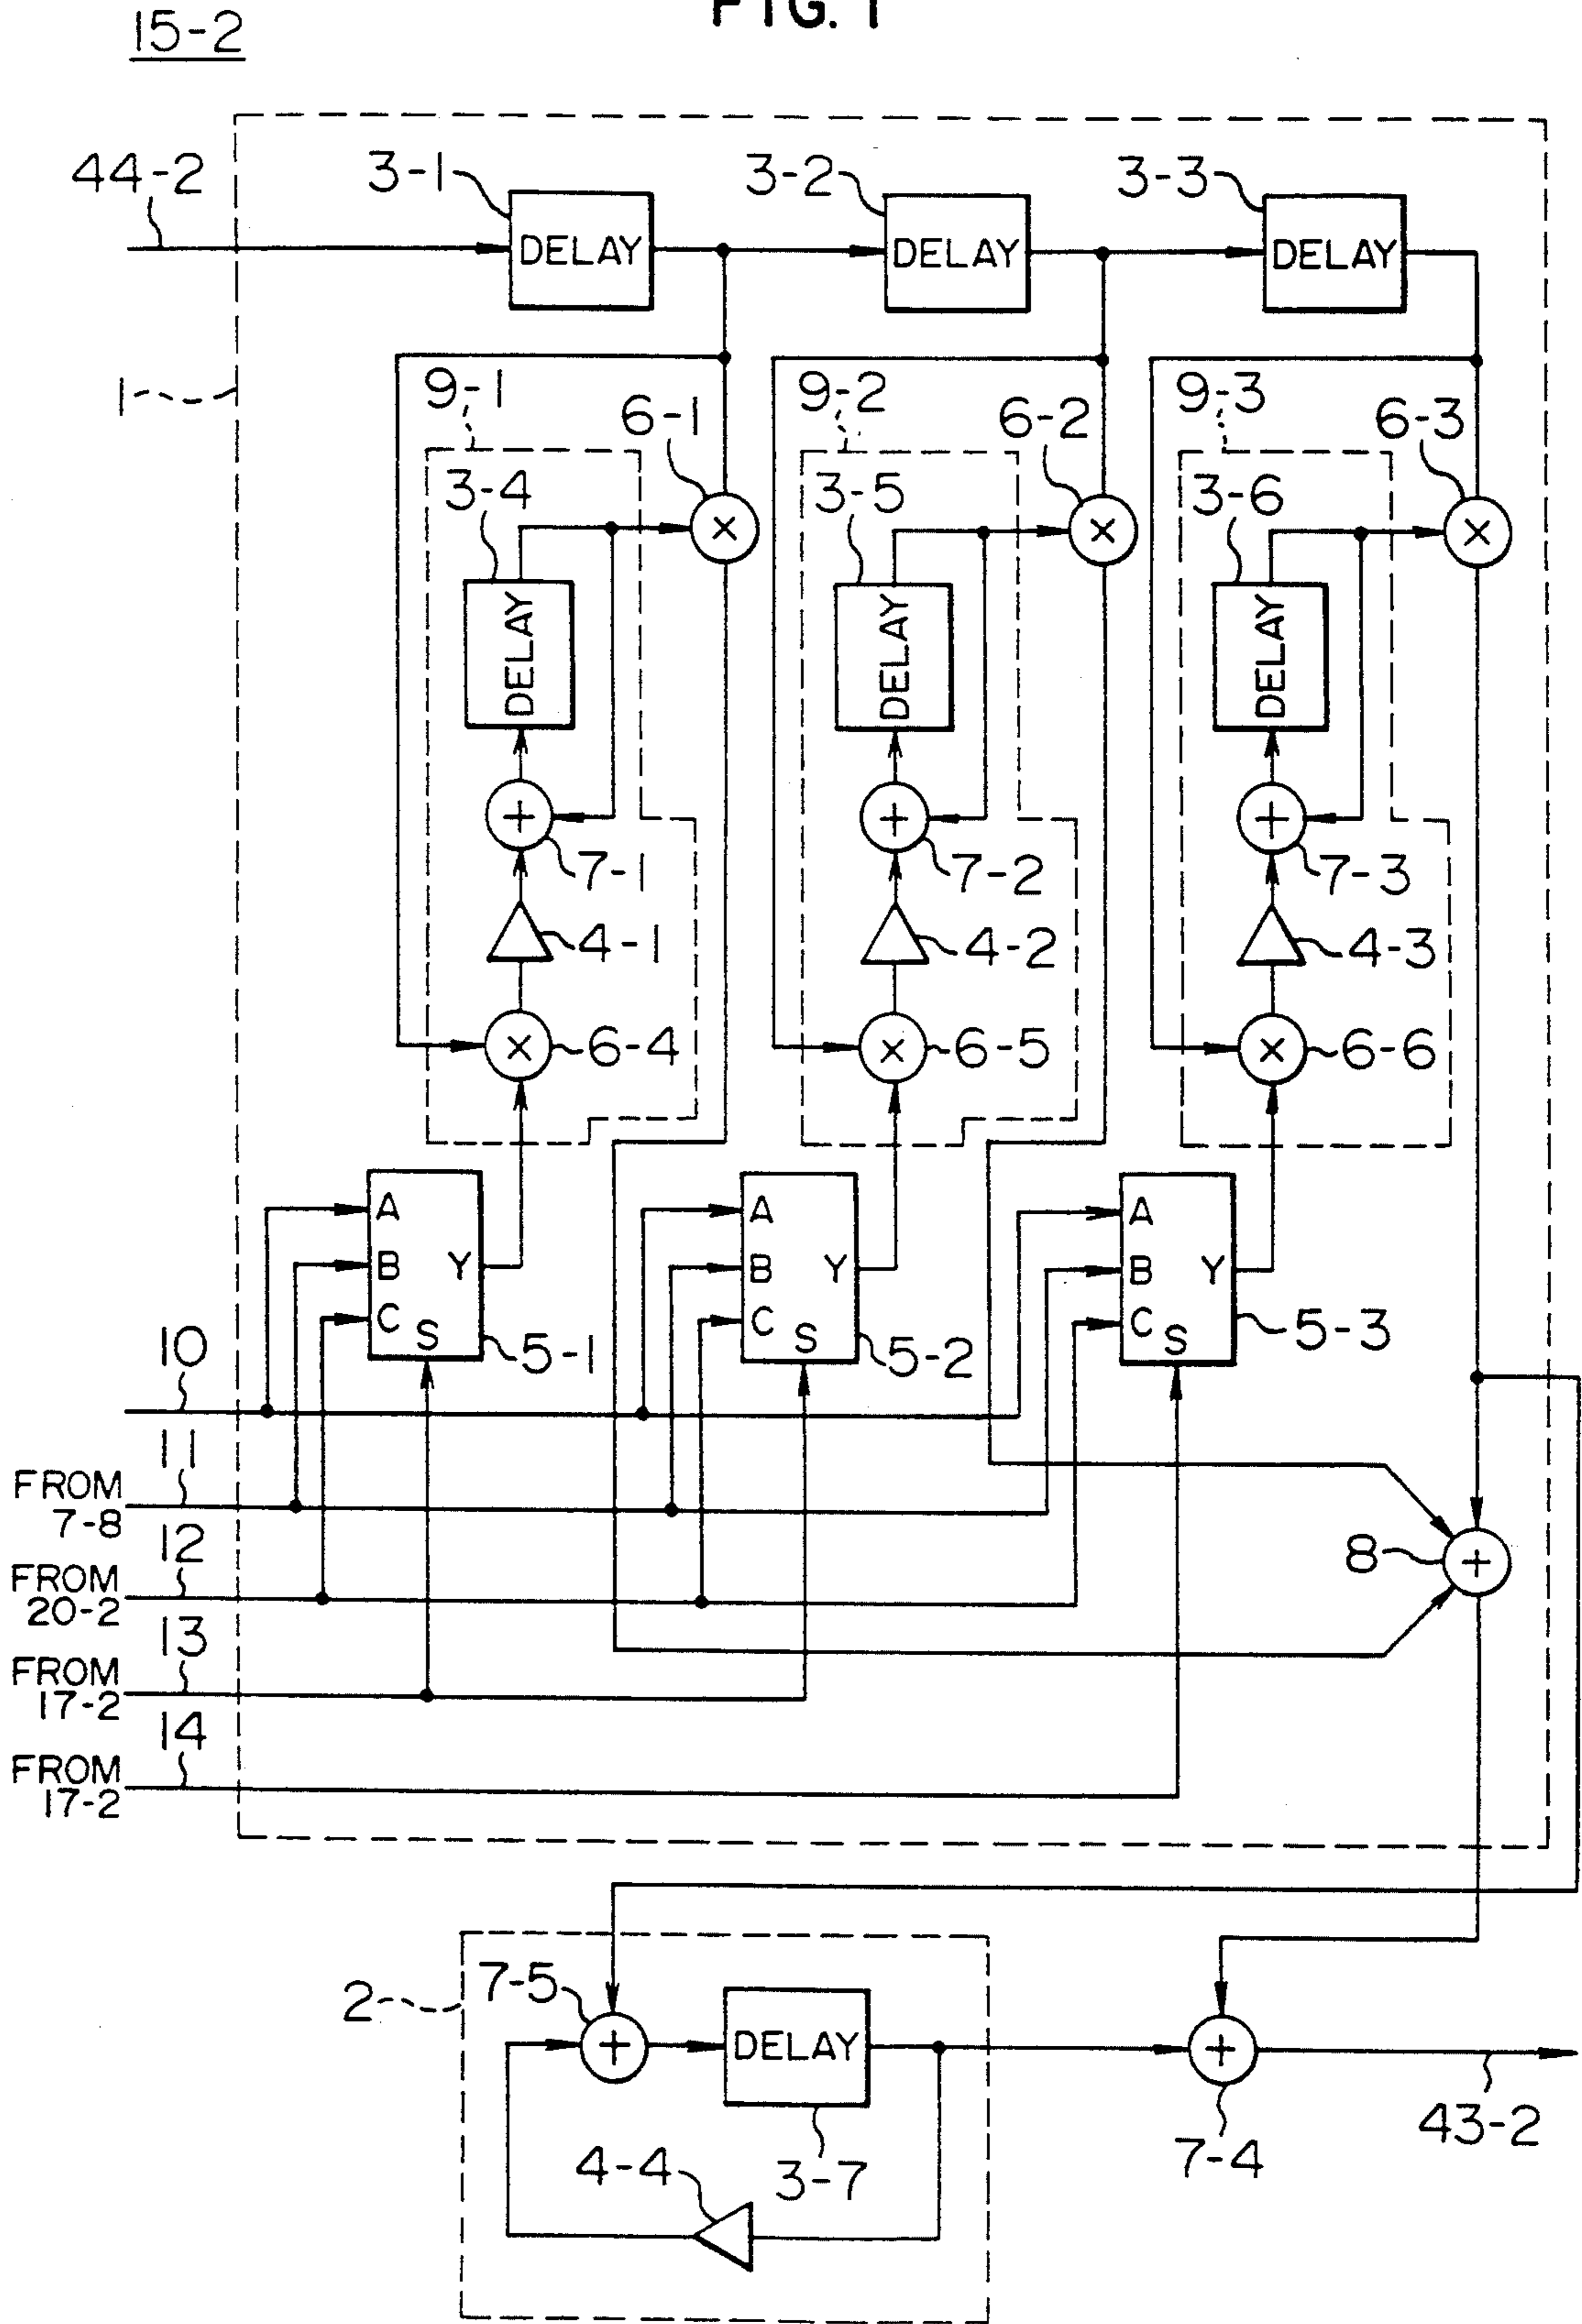 FIG. 1
15-2
44-2
3-1
3-2
3-3
DELAY
DELAY
DELAY
1
9-1
6-1
9-2
6-2
9-3
6-3
3-4
3-5
3-6
×
×
×
DELAY
DELAY
DELAY
+
+
+
7-1
7-2
7-3
4-1
4-2
4-3
×
6-4
×
6-5
×
6-6
A
B
C
Y
S
5-1
A
B
C
Y
S
5-2
A
B
C
Y
S
5-3
10
11
FROM
7-8
12
FROM
20-2
13
FROM
17-2
14
FROM
17-2
8
+
2
7-5
+
DELAY
+
4-4
3-7
7-4
43-2